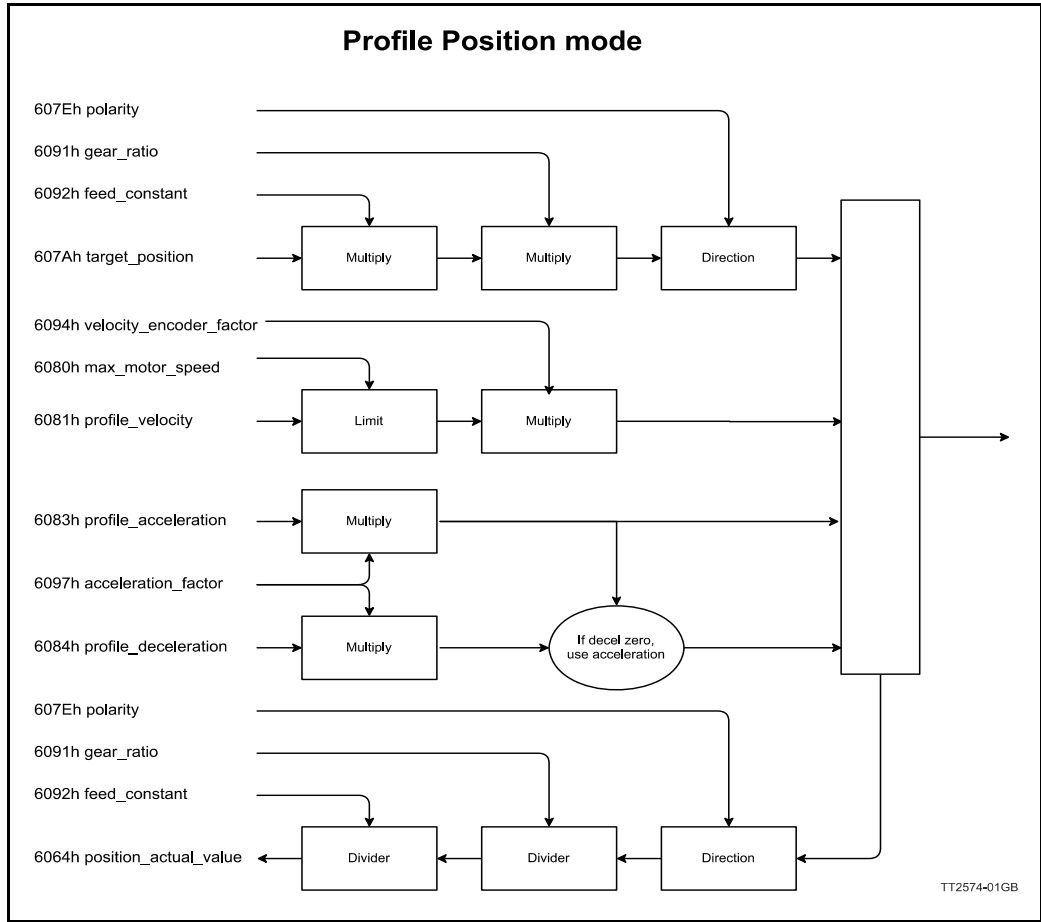 Profile Position mode
607Eh polarity
6091h gear_ratio
6092h feed_constant
607Ah target_position
Multiply
Multiply
Direction
6094h velocity_encoder_factor
6080h max_motor_speed
6081h profile_velocity
Limit
Multiply
6083h profile_acceleration
Multiply
6097h acceleration_factor
6084h profile_deceleration
Multiply
If decel zero,
use acceleration
607Eh polarity
6091h gear_ratio
6092h feed_constant
6064h position_actual_value
Divider
Divider
Direction
TT2574-01GB